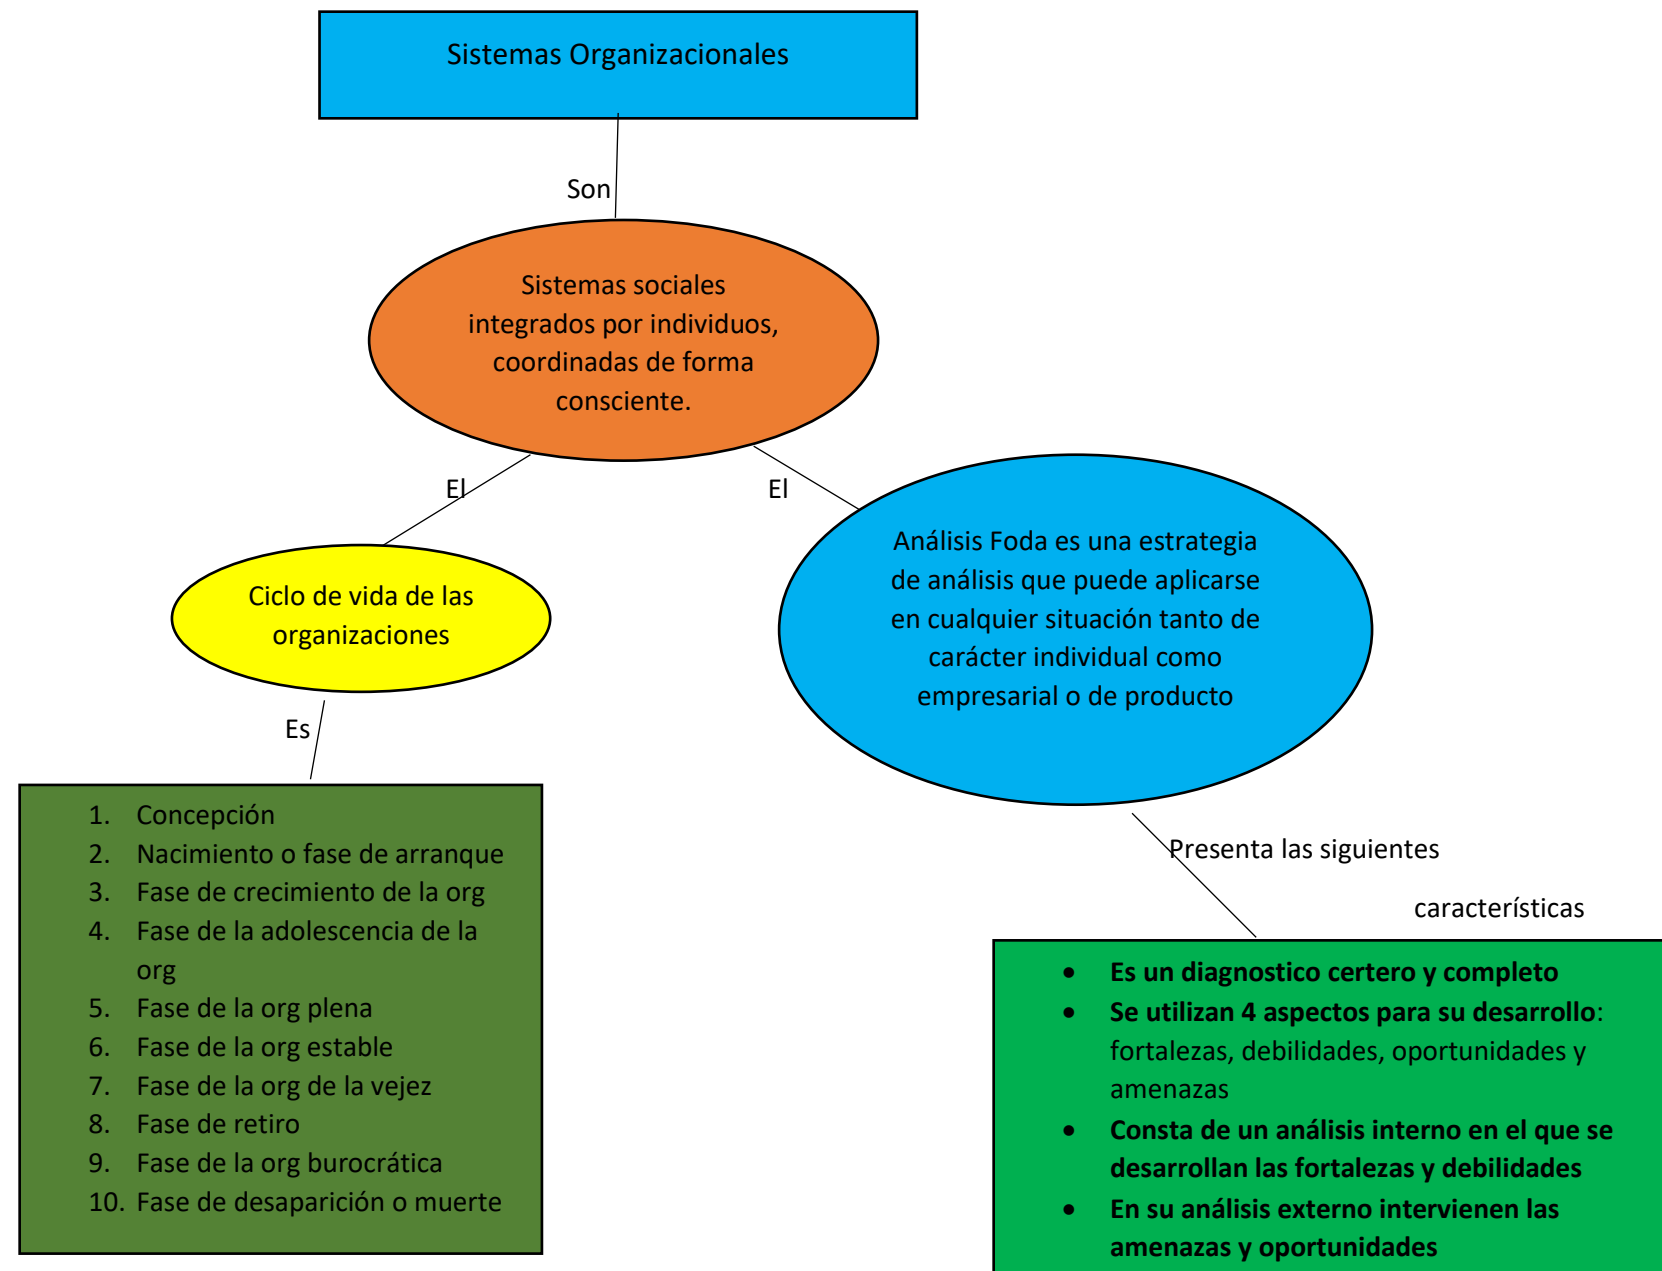 Sistemas Organizacionales
Son
Sistemas sociales
integrados por individuos,
coordinadas de forma
consciente.
El
El
Ciclo de vida de las
organizaciones
Análisis Foda es una estrategia
de análisis que puede aplicarse
en cualquier situación tanto de
carácter individual como
empresarial o de producto
Es
1. Concepción
2. Nacimiento o fase de arranque
3. Fase de crecimiento de la org
4. Fase de la adolescencia de la
org
5. Fase de la org plena
6. Fase de la org estable
7. Fase de la org de la vejez
8. Fase de retiro
9. Fase de la org burocrática
10. Fase de desaparición o muerte
Presenta las siguientes
características
• Es un diagnostico certero y completo
• Se utilizan 4 aspectos para su desarrollo:
fortalezas, debilidades, oportunidades y
amenazas
• Consta de un análisis interno en el que se
desarrollan las fortalezas y debilidades
• En su análisis externo intervienen las
amenazas y oportunidades